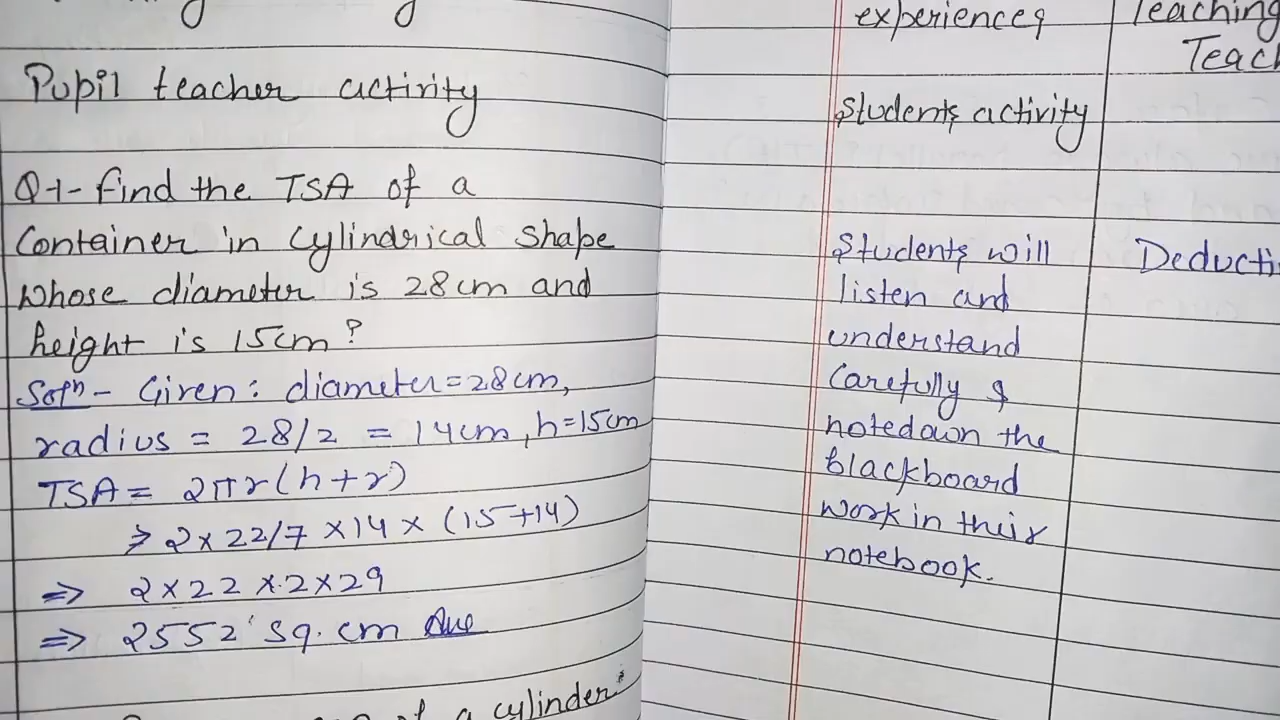 Pupil teacher activity
Q1- Find the TSA of a
Container in cylindrical shape
whose diameter is 28cm and
height is 15cm?
Solⁿ- Given: diameter=28cm,
radius = 28/2 = 14cm, h=15cm
TSA = 2πr(h+r)
⇒ 2×22/7 ×14 × (15+14)
⇒ 2×22×2×29
⇒ 2552 sq. cm Ans
of a cylinder
experiences
Teaching
Teach
Students activity
Students will
Deducti
listen and
understand
Carefully &
notedown the
blackboard
work in their
notebook.